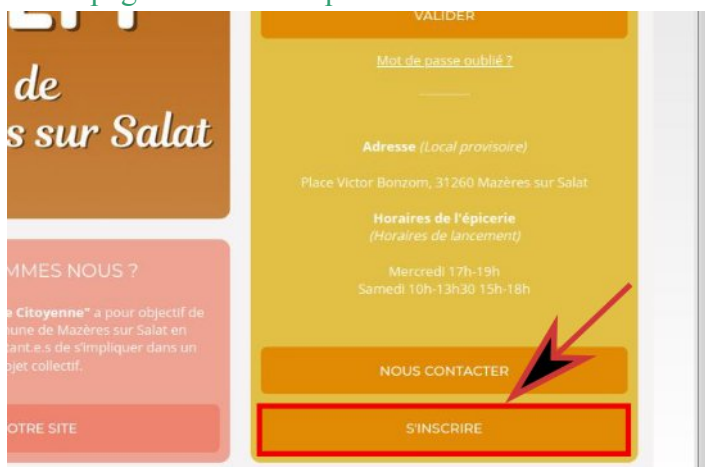 VALIDER
Mot de passe oublié ?
de
s sur Salat
Adresse (Local provisoire)
Place Victor Bonzom, 31260 Mazères sur Salat
Horaires de l'épicerie
(Horaires de lancement)
Mercredi 17h-19h
Samedi 10h-13h30 15h-18h
MMES NOUS ?
e Citoyenne" a pour objectif de
mune de Mazères sur Salat en
tant.e.s de s'impliquer dans un
ojet collectif.
OTRE SITE
NOUS CONTACTER
S'INSCRIRE